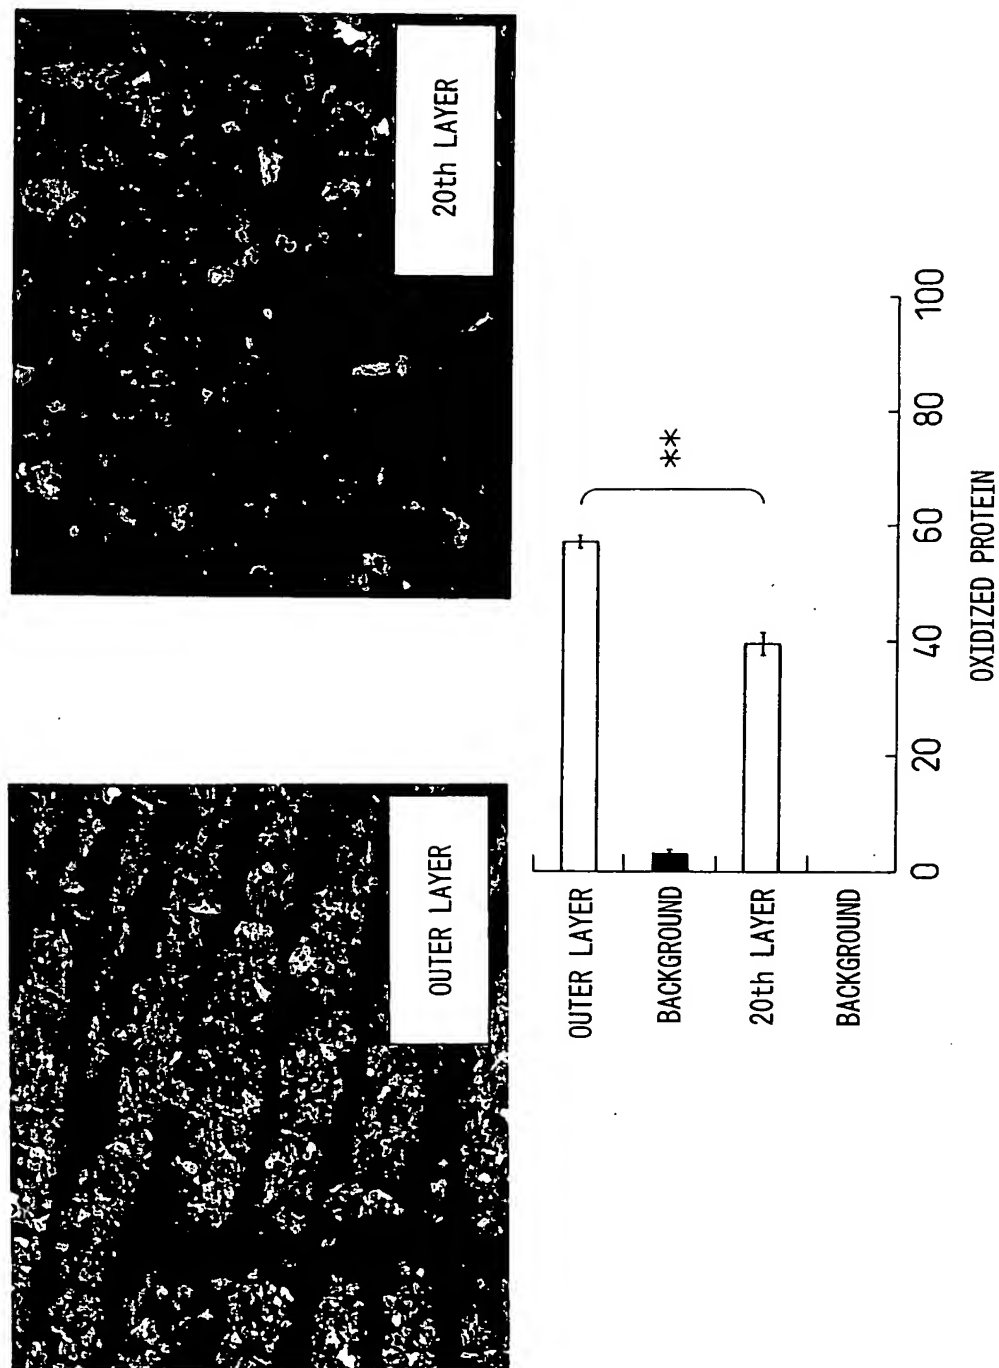 OUTER LAYER
20th LAYER
OUTER LAYER
BACKGROUND
20th LAYER
BACKGROUND
**
0 20 40 60 80 100
OXIDIZED PROTEIN